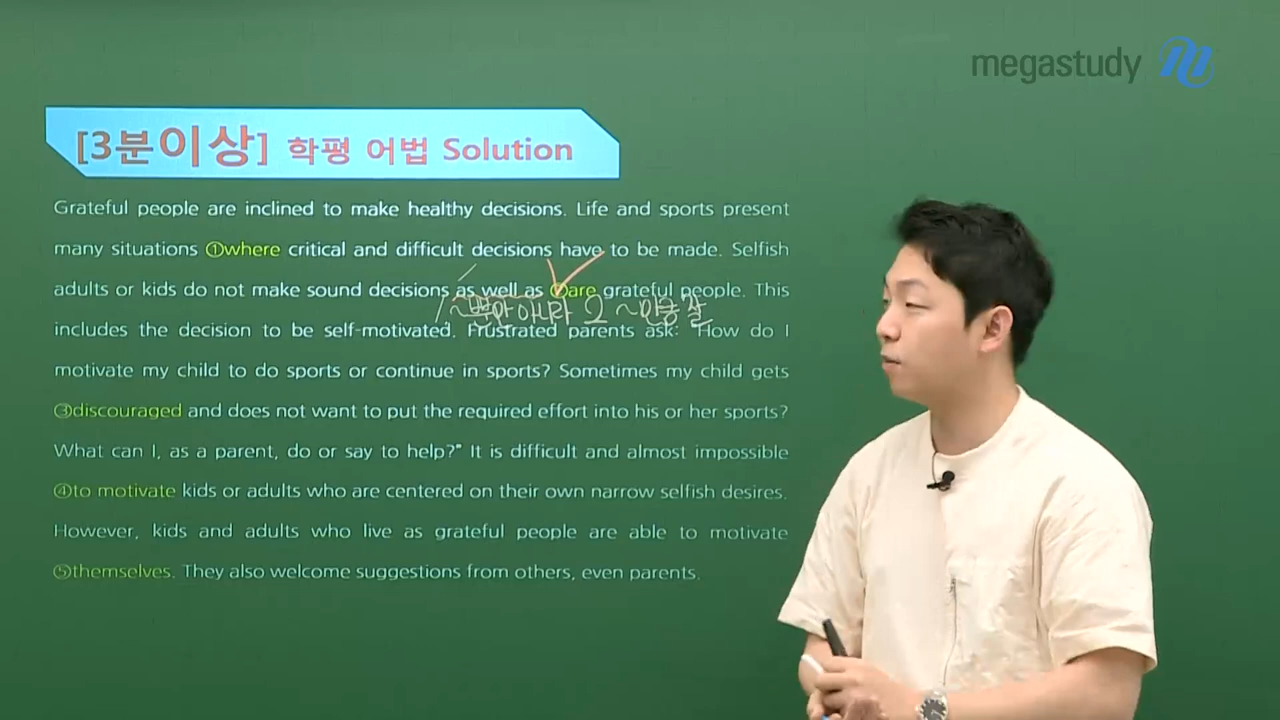 megastudy
[3분이상] 학평 어법 Solution
Grateful people are inclined to make healthy decisions. Life and sports present
many situations ①where critical and difficult decisions have to be made. Selfish
adults or kids do not make sound decisions as well as ②are grateful people. This
~뿐만 아니라 2 ~만큼 잘
includes the decision to be self-motivated. Frustrated parents ask: "How do I
motivate my child to do sports or continue in sports? Sometimes my child gets
③discouraged and does not want to put the required effort into his or her sports?
What can I, as a parent, do or say to help?" It is difficult and almost impossible
④to motivate kids or adults who are centered on their own narrow selfish desires.
However, kids and adults who live as grateful people are able to motivate
⑤themselves. They also welcome suggestions from others, even parents.